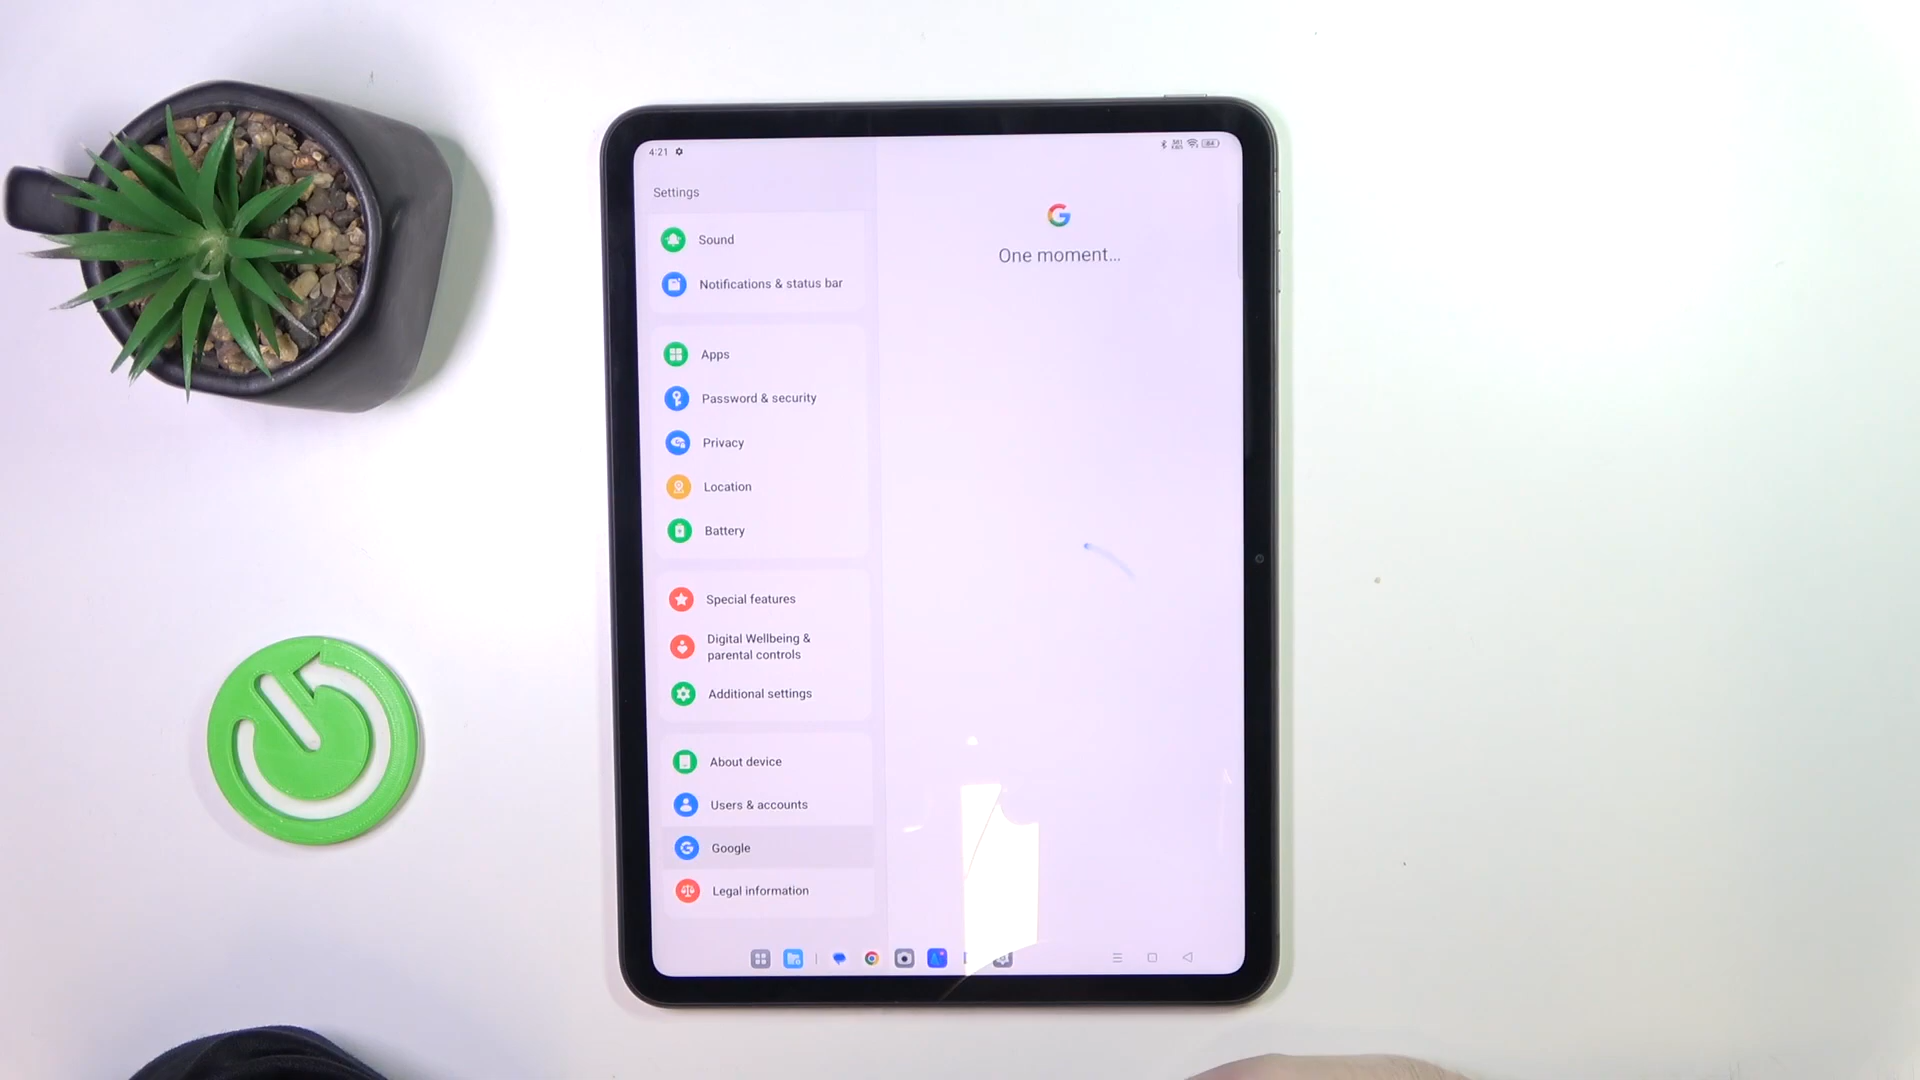 4:21
Settings
Sound
Notifications & status bar
Apps
Password & security
Privacy
Location
Battery
Special features
Digital Wellbeing &
parental controls
Additional settings
About device
Users & accounts
Google
Legal information
One moment...